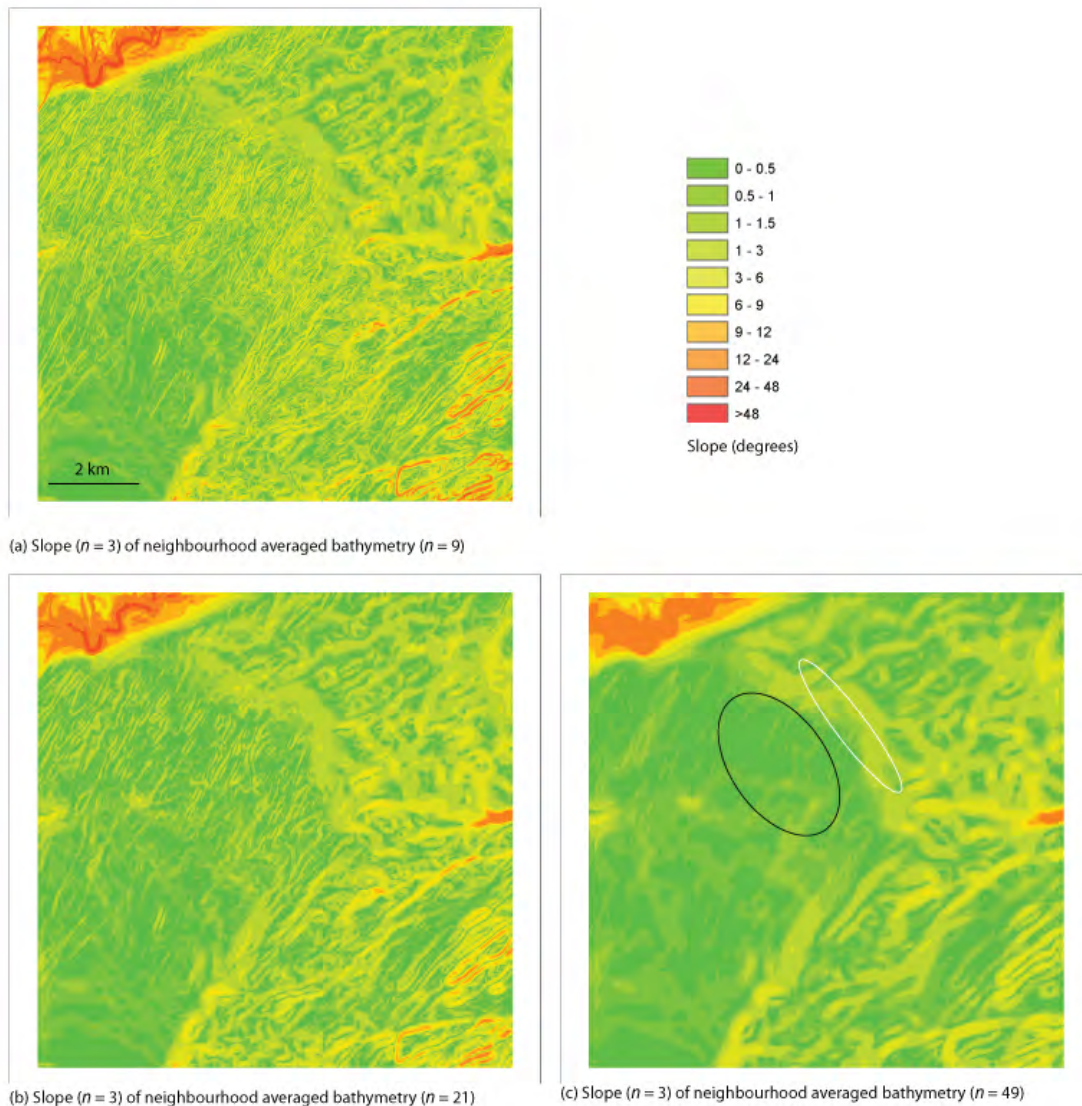 0 - 0.5
0.5 - 1
1 - 1.5
1 - 3
3 - 6
6 - 9
9 - 12
12 - 24
24 - 48
>48
Slope (degrees)
2 km
(a) Slope (n = 3) of neighbourhood averaged bathymetry (n = 9)
(b) Slope (n = 3) of neighbourhood averaged bathymetry (n = 21)
(c) Slope (n = 3) of neighbourhood averaged bathymetry (n = 49)